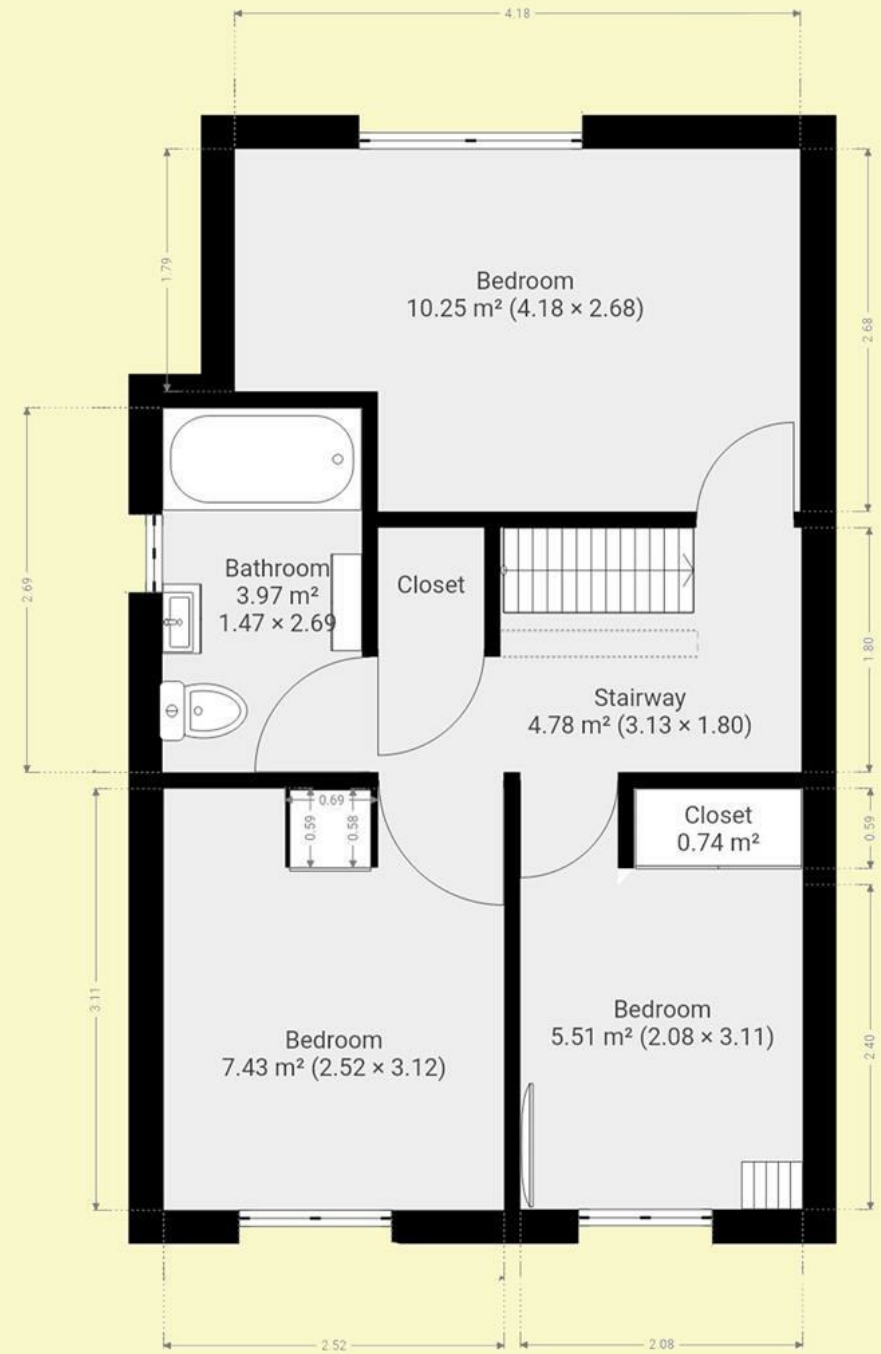 4.18
1.79
Bedroom
10.25 m² (4.18 × 2.68)
2.68
2.69
Bathroom
3.97 m²
1.47 × 2.69
Closet
1.80
Stairway
4.78 m² (3.13 × 1.80)
0.69
0.59
0.58
Closet
0.74 m²
0.59
3.11
Bedroom
7.43 m² (2.52 × 3.12)
Bedroom
5.51 m² (2.08 × 3.11)
2.40
2.52
2.08